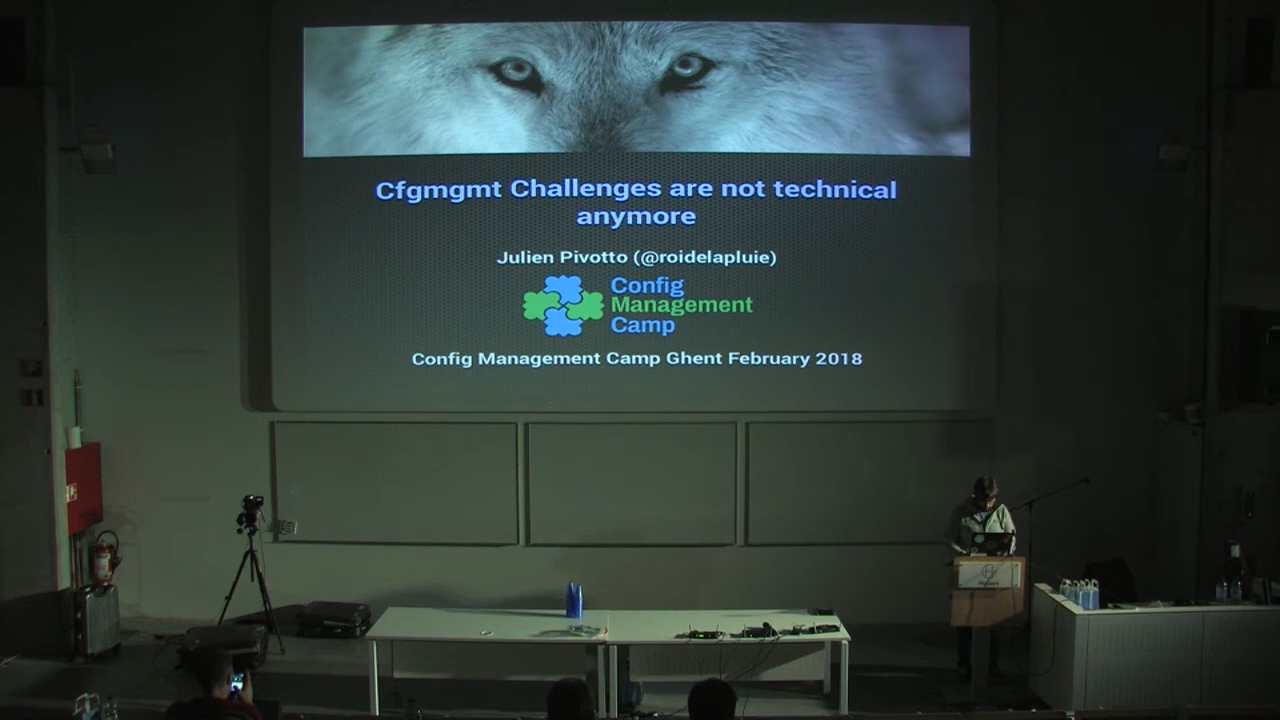 Cfgmgmt Challenges are not technical
anymore
Julien Pivotto (@roidelapluie)
Config
Management
Camp
Config Management Camp Ghent February 2018